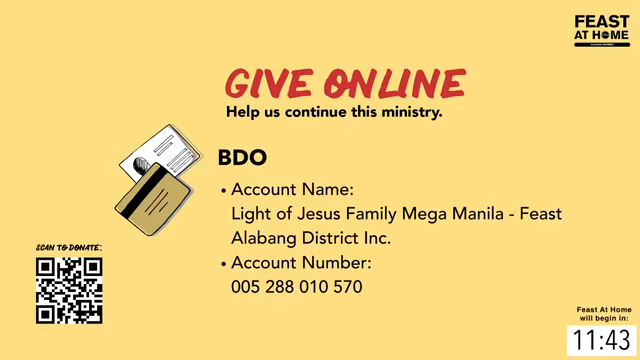 FEAST
AT HOME
GIVE ONLINE
Help us continue this ministry.
BDO
• Account Name:
Light of Jesus Family Mega Manila - Feast
Alabang District Inc.
• Account Number:
005 288 010 570
SCAN TO DONATE:
Feast At Home
will begin in:
11:43